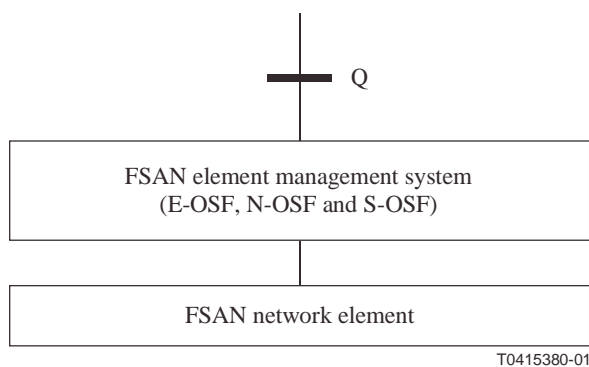 Q
FSAN element management system
(E-OSF, N-OSF and S-OSF)
FSAN network element
T0415380-01